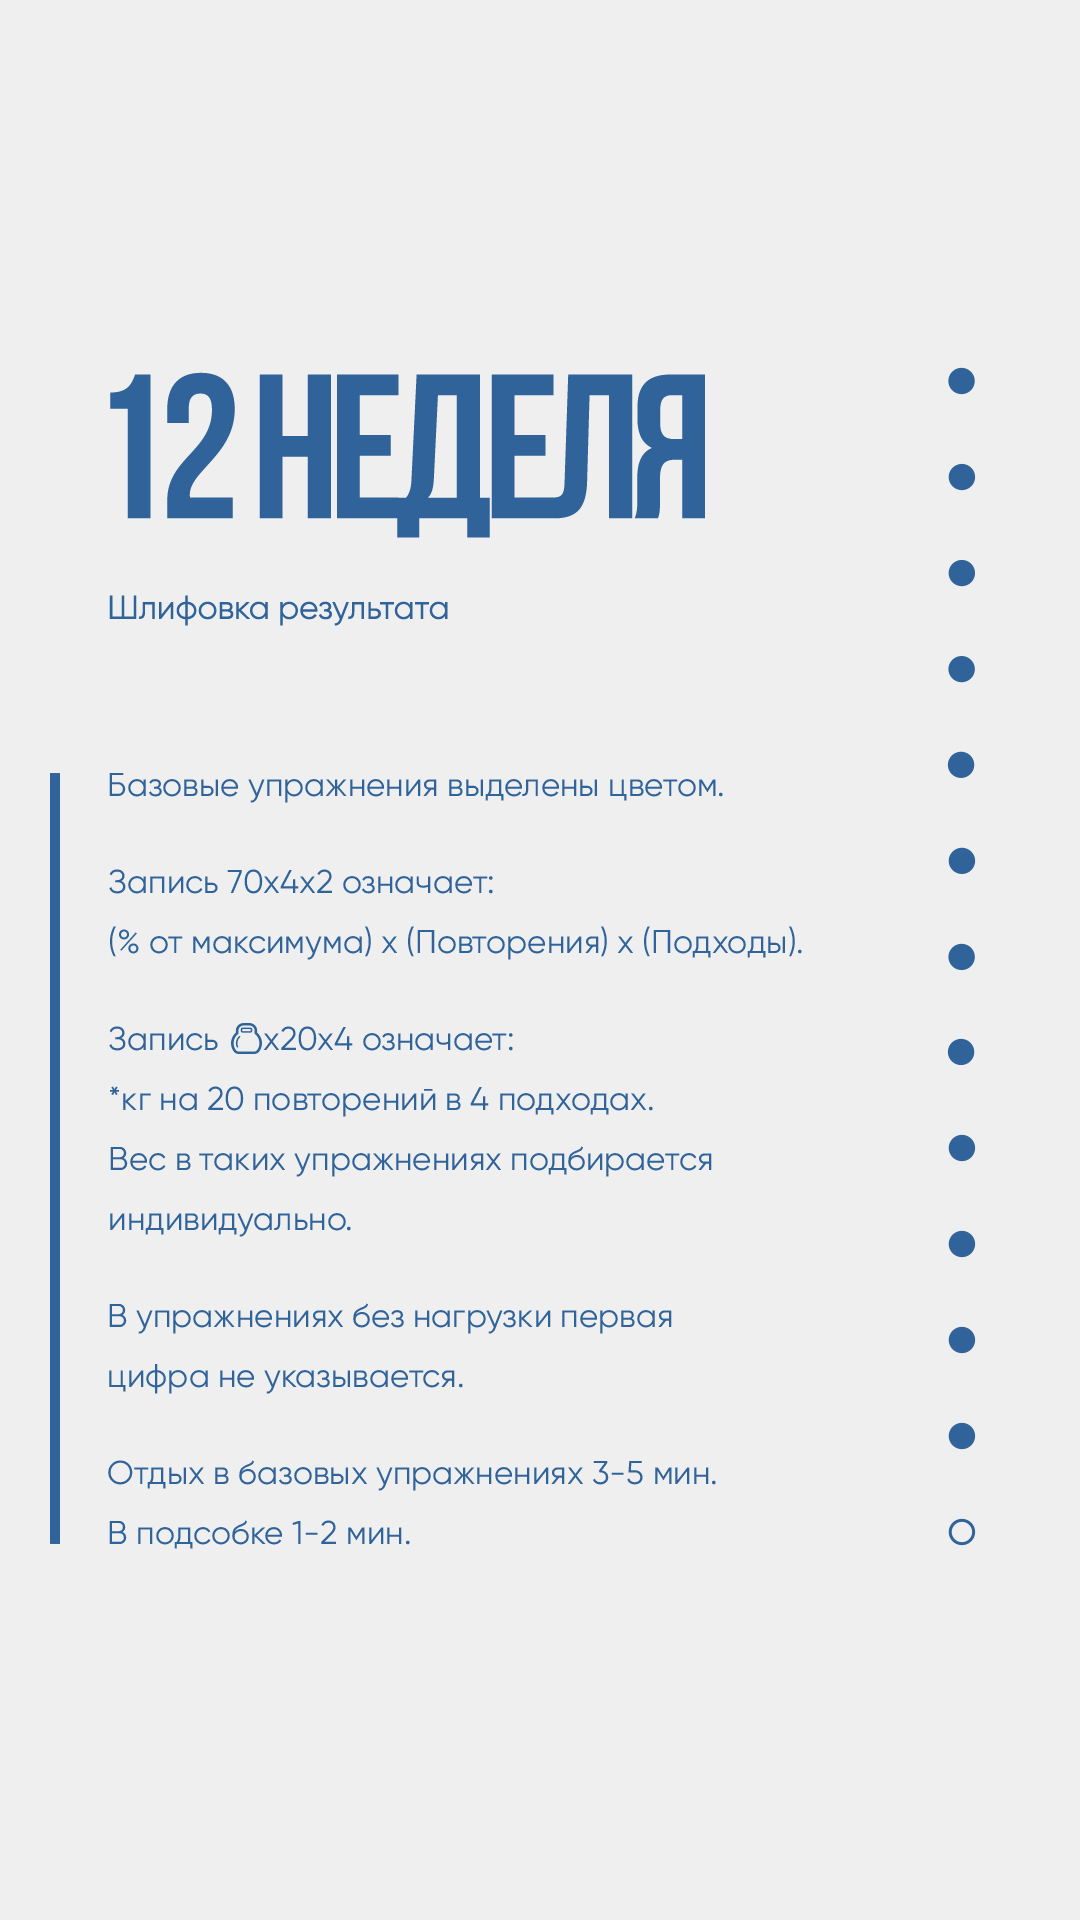 12 НЕДЕЛЯ
Шлифовка результата
Базовые упражнения выделены цветом.
Запись 70х4х2 означает:
(% от максимума) х (Повторения) х (Подходы).
Запись х20х4 означает:
*кг на 20 повторений в 4 подходах.
Вес в таких упражнениях подбирается
индивидуально.
В упражнениях без нагрузки первая
цифра не указывается.
Отдых в базовых упражнениях 3-5 мин.
В подсобке 1-2 мин.